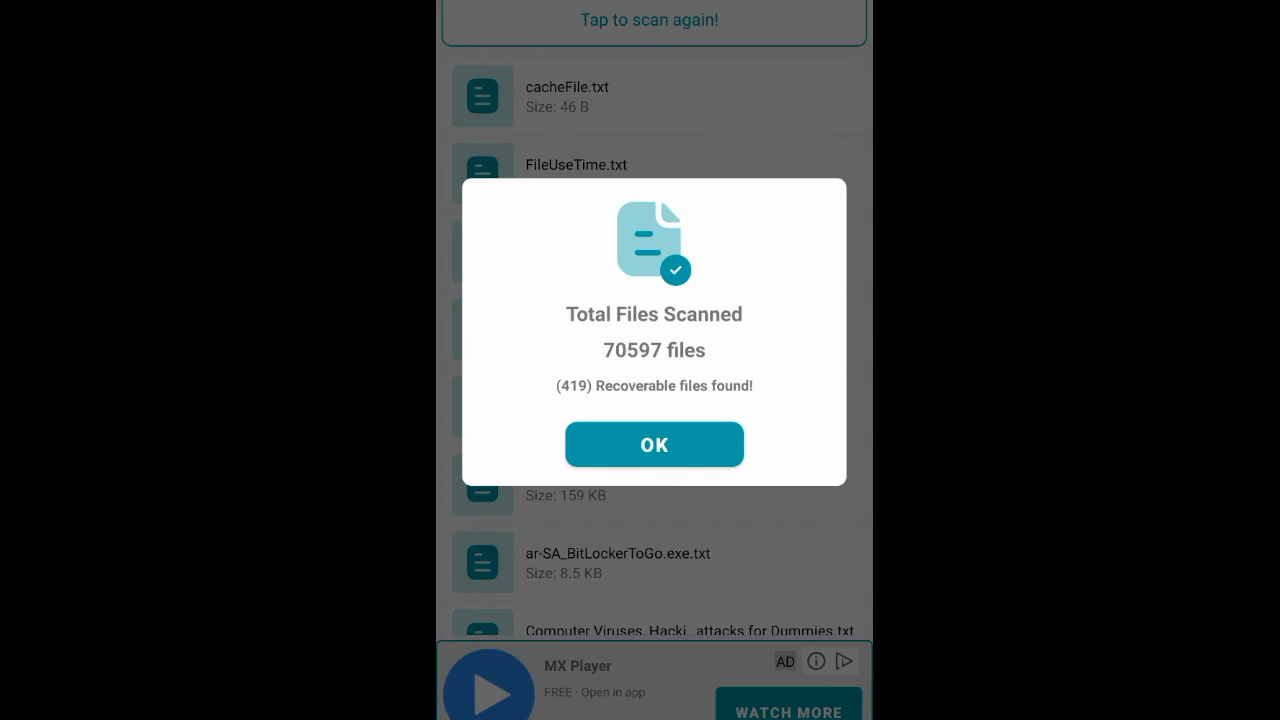 Tap to scan again!
cacheFile.txt
Size: 46 B
FileUseTime.txt
Total Files Scanned
70597 files
(419) Recoverable files found!
OK
Size: 159 KB
ar-SA_BitLockerToGo.exe.txt
Size: 8.5 KB
Computer Viruses, Hacki...attacks for Dummies.txt
MX Player
AD
FREE · Open in app
WATCH MORE